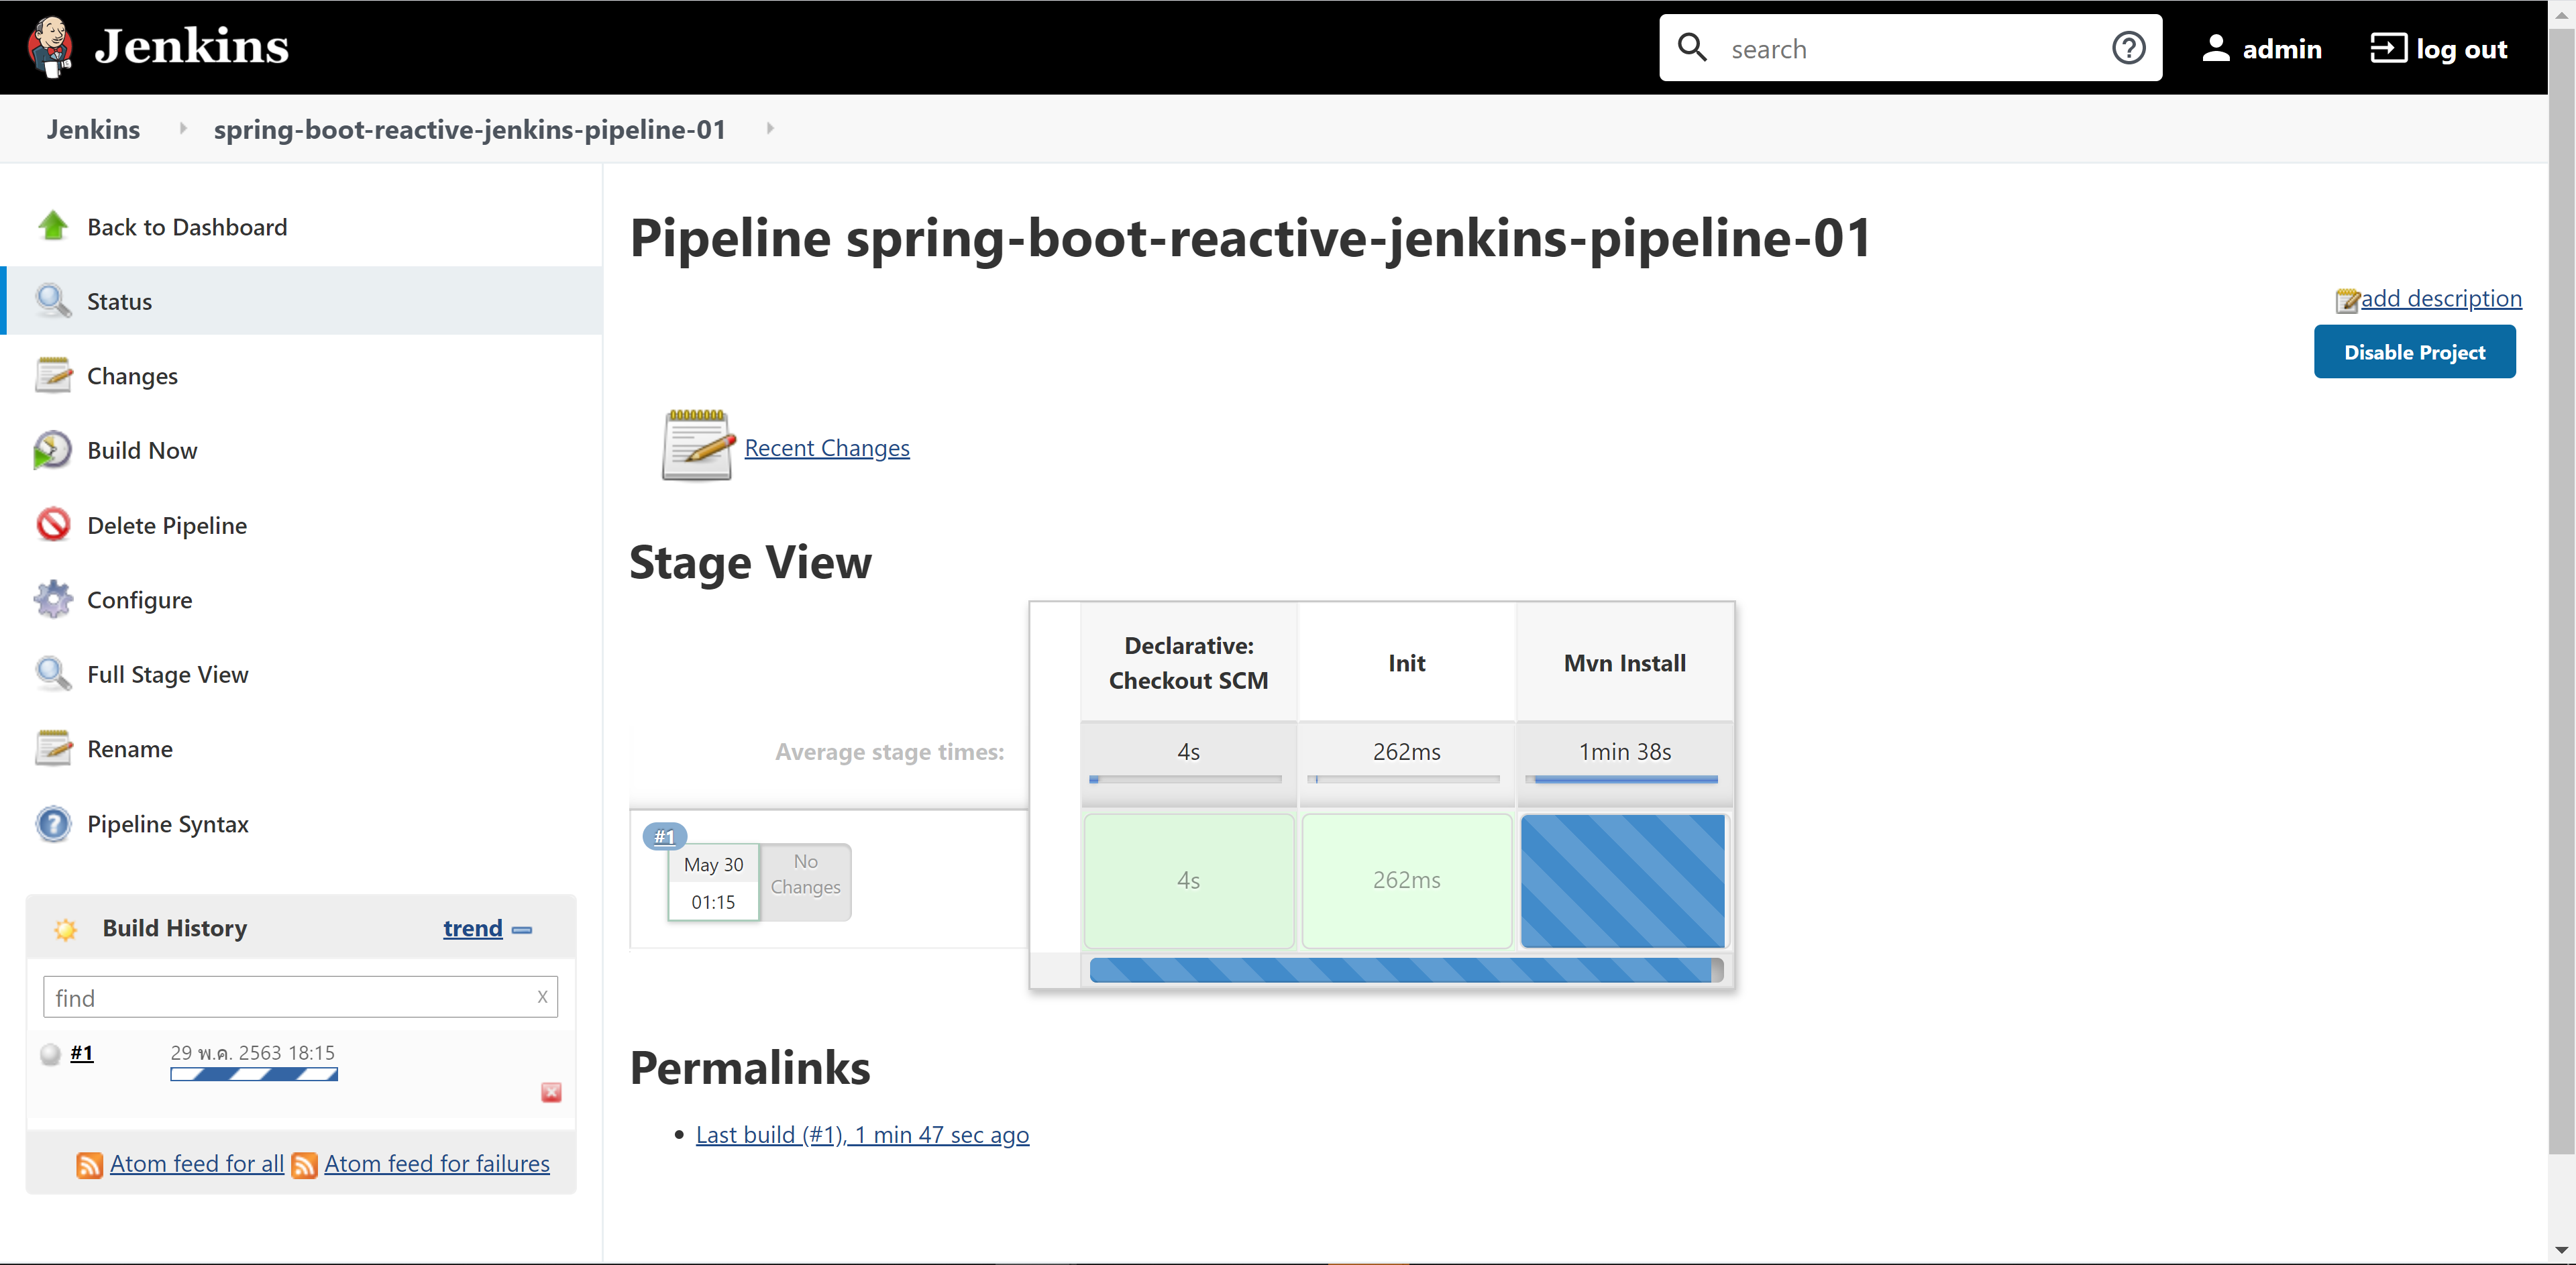 Jenkins
search
admin
log out
Jenkins
spring-boot-reactive-jenkins-pipeline-01
Back to Dashboard
Status
Changes
Build Now
Delete Pipeline
Configure
Full Stage View
Rename
Pipeline Syntax
Build History
trend
find
x
#1
29 พ.ค. 2563 18:15
Atom feed for all
Atom feed for failures
Pipeline spring-boot-reactive-jenkins-pipeline-01
add description
Disable Project
Recent Changes
Stage View
Declarative:
Checkout SCM
Init
Mvn Install
Average stage times:
4s
262ms
1min 38s
#1
May 30
01:15
No
Changes
4s
262ms
Permalinks
Last build (#1), 1 min 47 sec ago